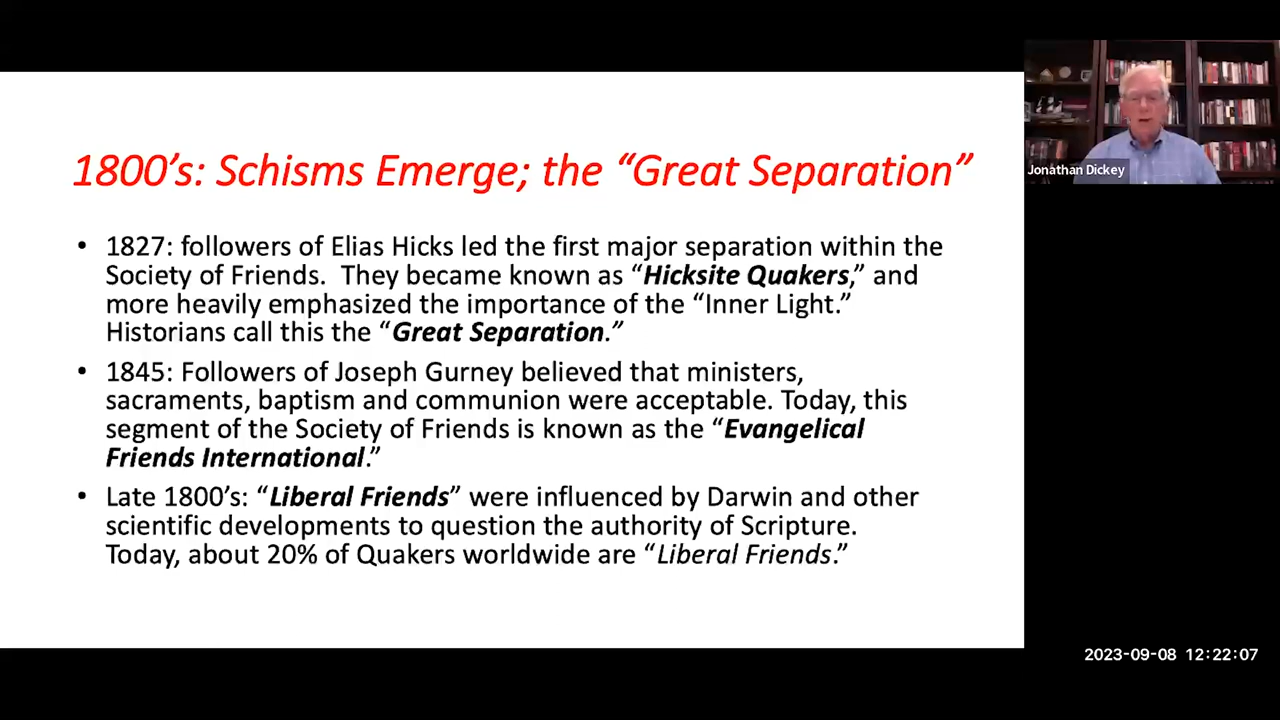 1800’s: Schisms Emerge; the “Great Separation”
• 1827: followers of Elias Hicks led the first major separation within the
Society of Friends.  They became known as “Hicksite Quakers,” and
more heavily emphasized the importance of the “Inner Light.”
Historians call this the “Great Separation.”
• 1845: Followers of Joseph Gurney believed that ministers,
sacraments, baptism and communion were acceptable. Today, this
segment of the Society of Friends is known as the “Evangelical
Friends International.”
• Late 1800’s: “Liberal Friends” were influenced by Darwin and other
scientific developments to question the authority of Scripture.
Today, about 20% of Quakers worldwide are “Liberal Friends.”
Jonathan Dickey
2023-09-08 12:22:07